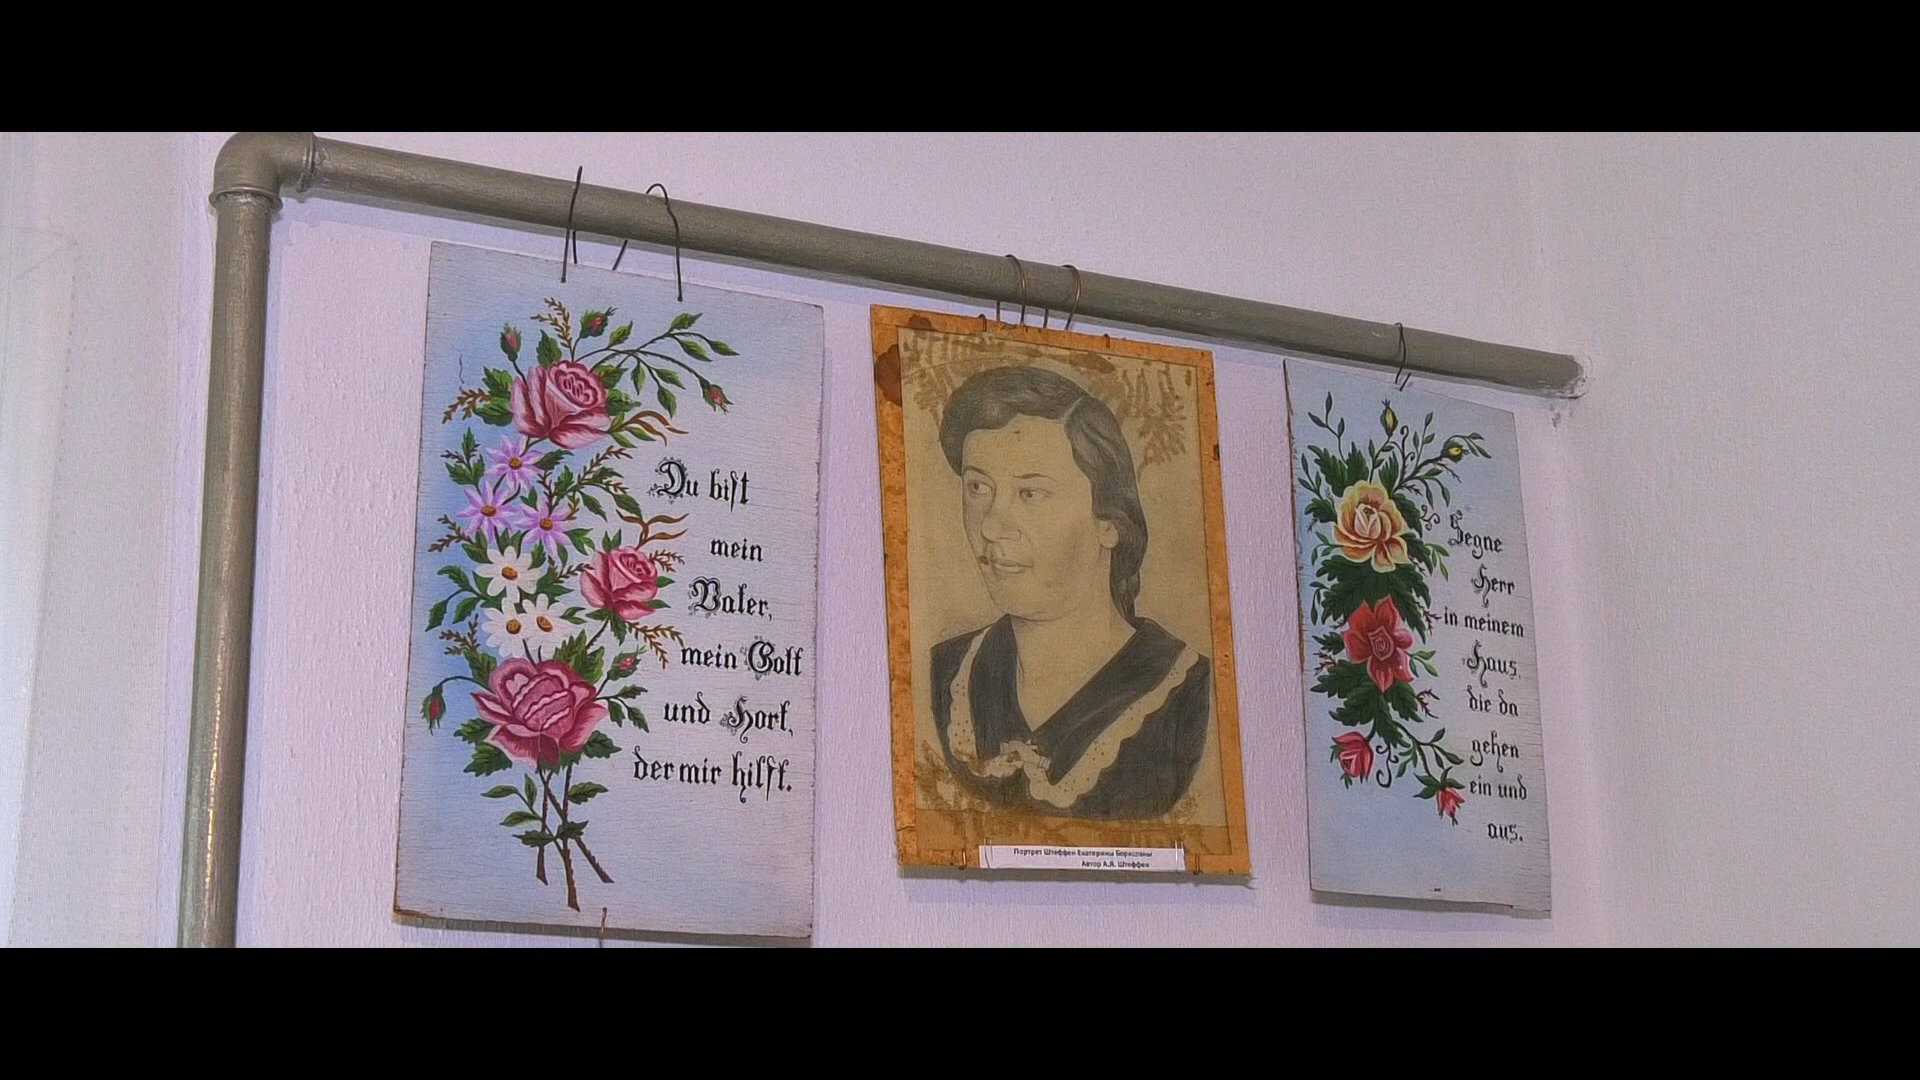 Du bist
mein
Vater,
mein Gott
und Hort,
der mir hilft.
Портрет Штеффен Екатерины Борисовны
Автор А.Я. Штеффен
Segne
Herr
in meinem
Haus,
die da
gehen
ein und
aus.